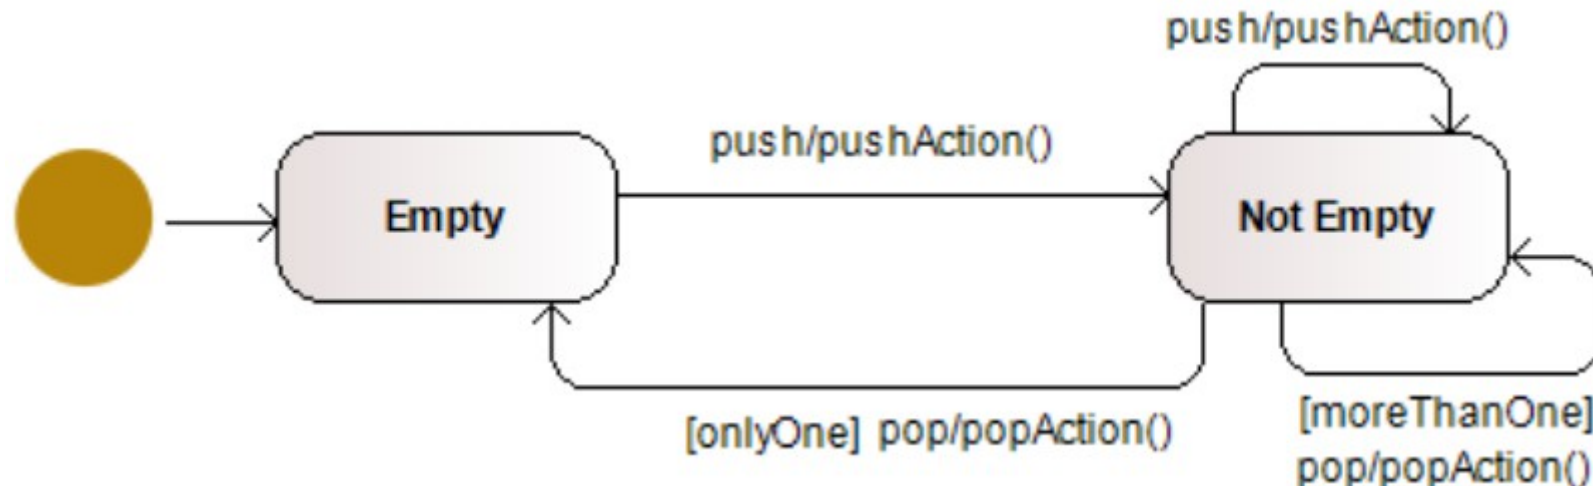 push/pushAction()
push/pushAction()
Empty
Not Empty
[onlyOne] pop/popAction()
[moreThanOne]
pop/popAction()